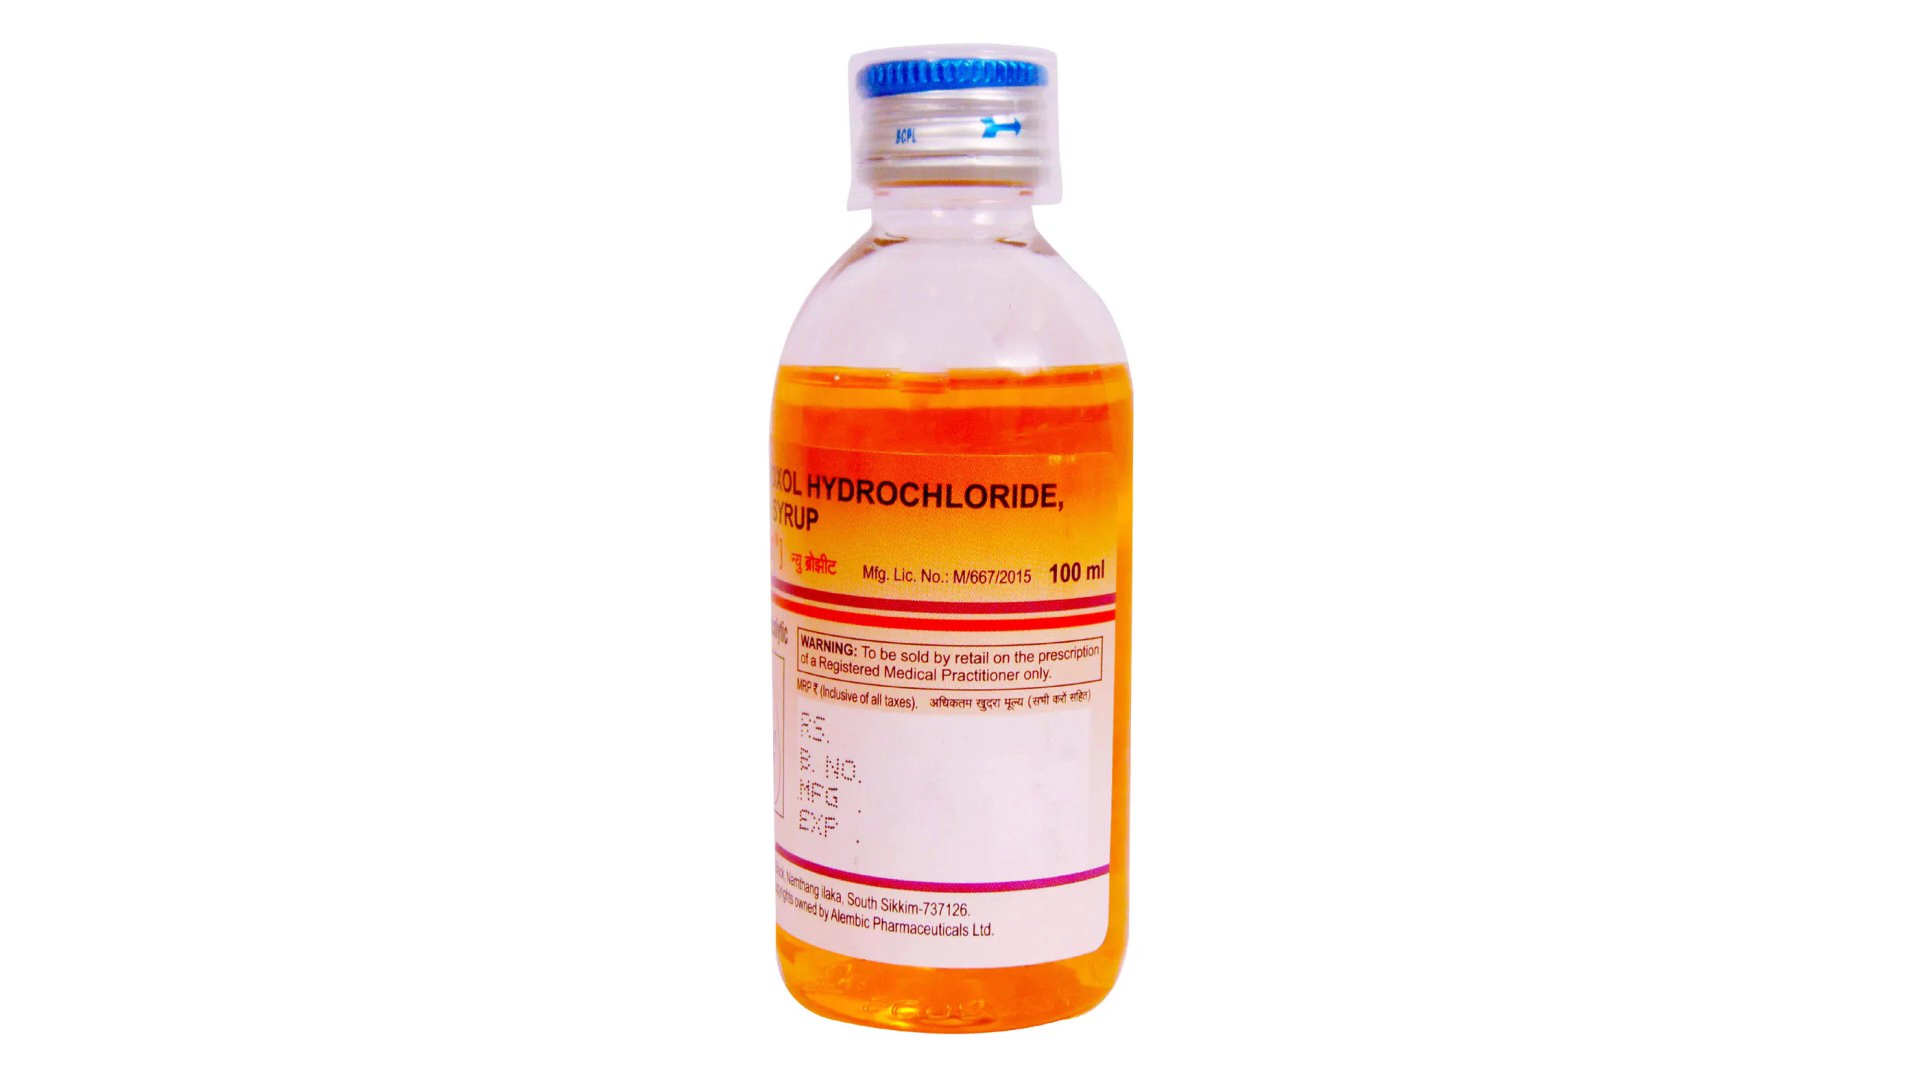 BCPL
OXOL HYDROCHLORIDE,
SYRUP
] न्यु ब्रोझीट
Mfg. Lic. No.: M/667/2015 100 ml
WARNING: To be sold by retail on the prescription
of a Registered Medical Practitioner only.
MRP ₹ (Inclusive of all taxes). अधिकतम खुदरा मूल्य (सभी करों सहित)
RS.
B. NO.
MFG .
EXP .
Namthang ilaka, South Sikkim-737126.
owned by Alembic Pharmaceuticals Ltd.